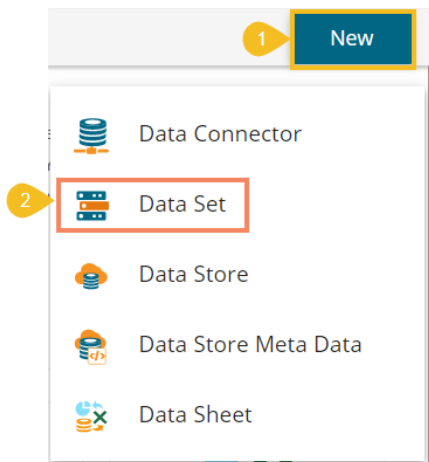 1 New
Data Connector
2 Data Set
Data Store
</>
Data Store Meta Data
Data Sheet